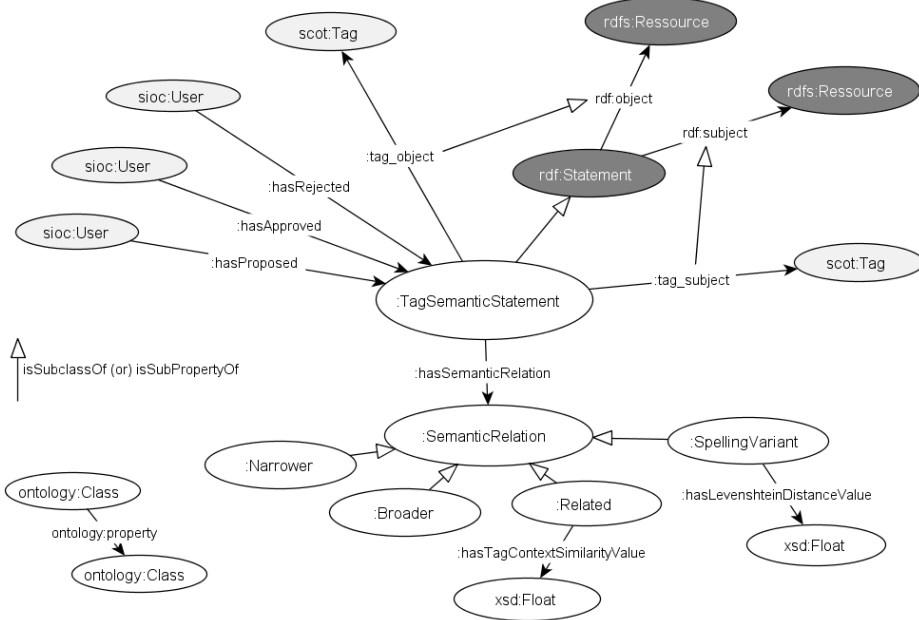 rdfs:Ressource
scot:Tag
rdfs:Ressource
sioc:User
rdf:object
rdf:subject
:tag_object
sioc:User
:hasRejected
rdf:Statement
:hasApproved
sioc:User
:hasProposed
scot:Tag
:tag_subject
:TagSemanticStatement
isSubclassOf (or) isSubPropertyOf
:hasSemanticRelation
:SemanticRelation
:SpellingVariant
:Narrower
ontology:Class
:hasLevenshteinDistanceValue
:Broader
:Related
ontology:property
:hasTagContextSimilarityValue
xsd:Float
ontology:Class
xsd:Float